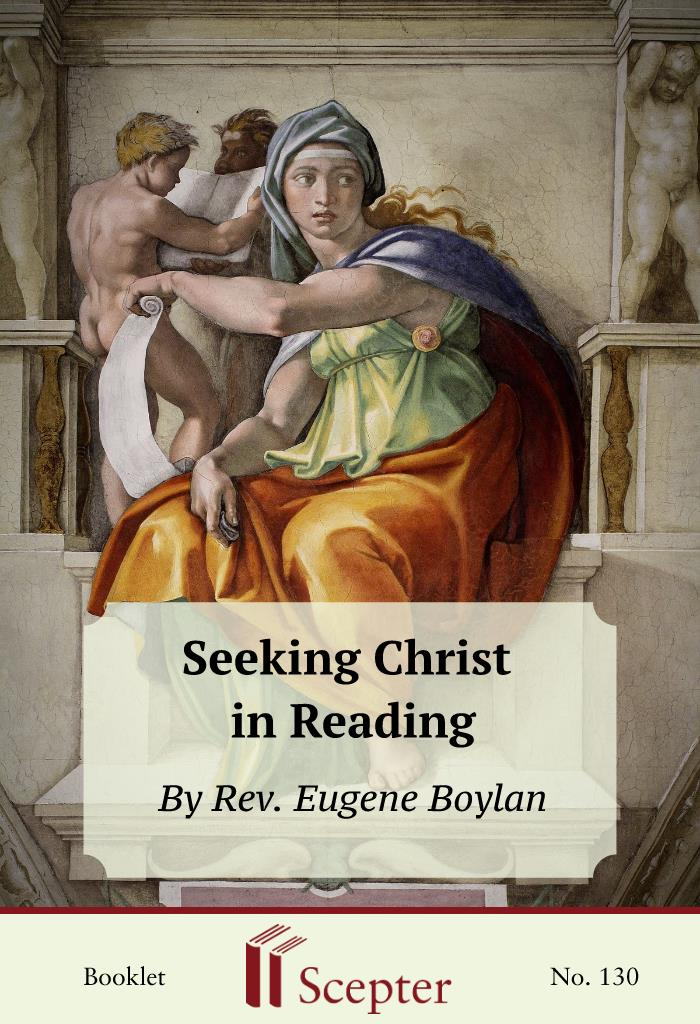 Seeking Christ
in Reading
By Rev. Eugene Boylan
Booklet
Scepter
No. 130